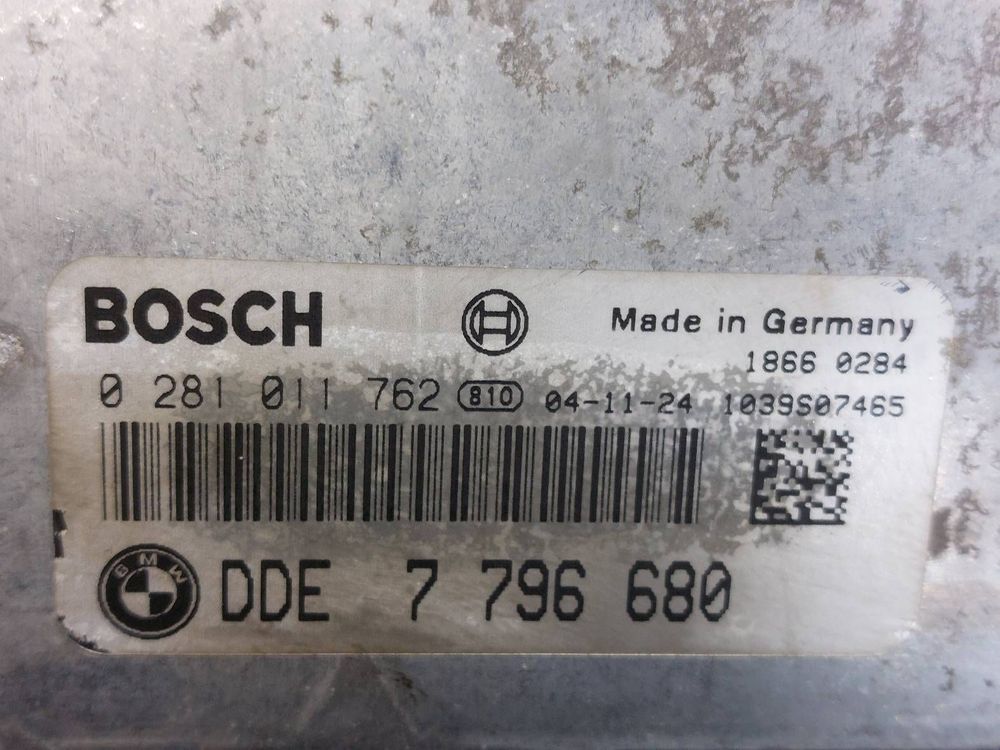 BOSCH
Made in Germany
1866 0284
0 281 011 762 810 04-11-24 1039S07465
BMW DDE 7 796 680